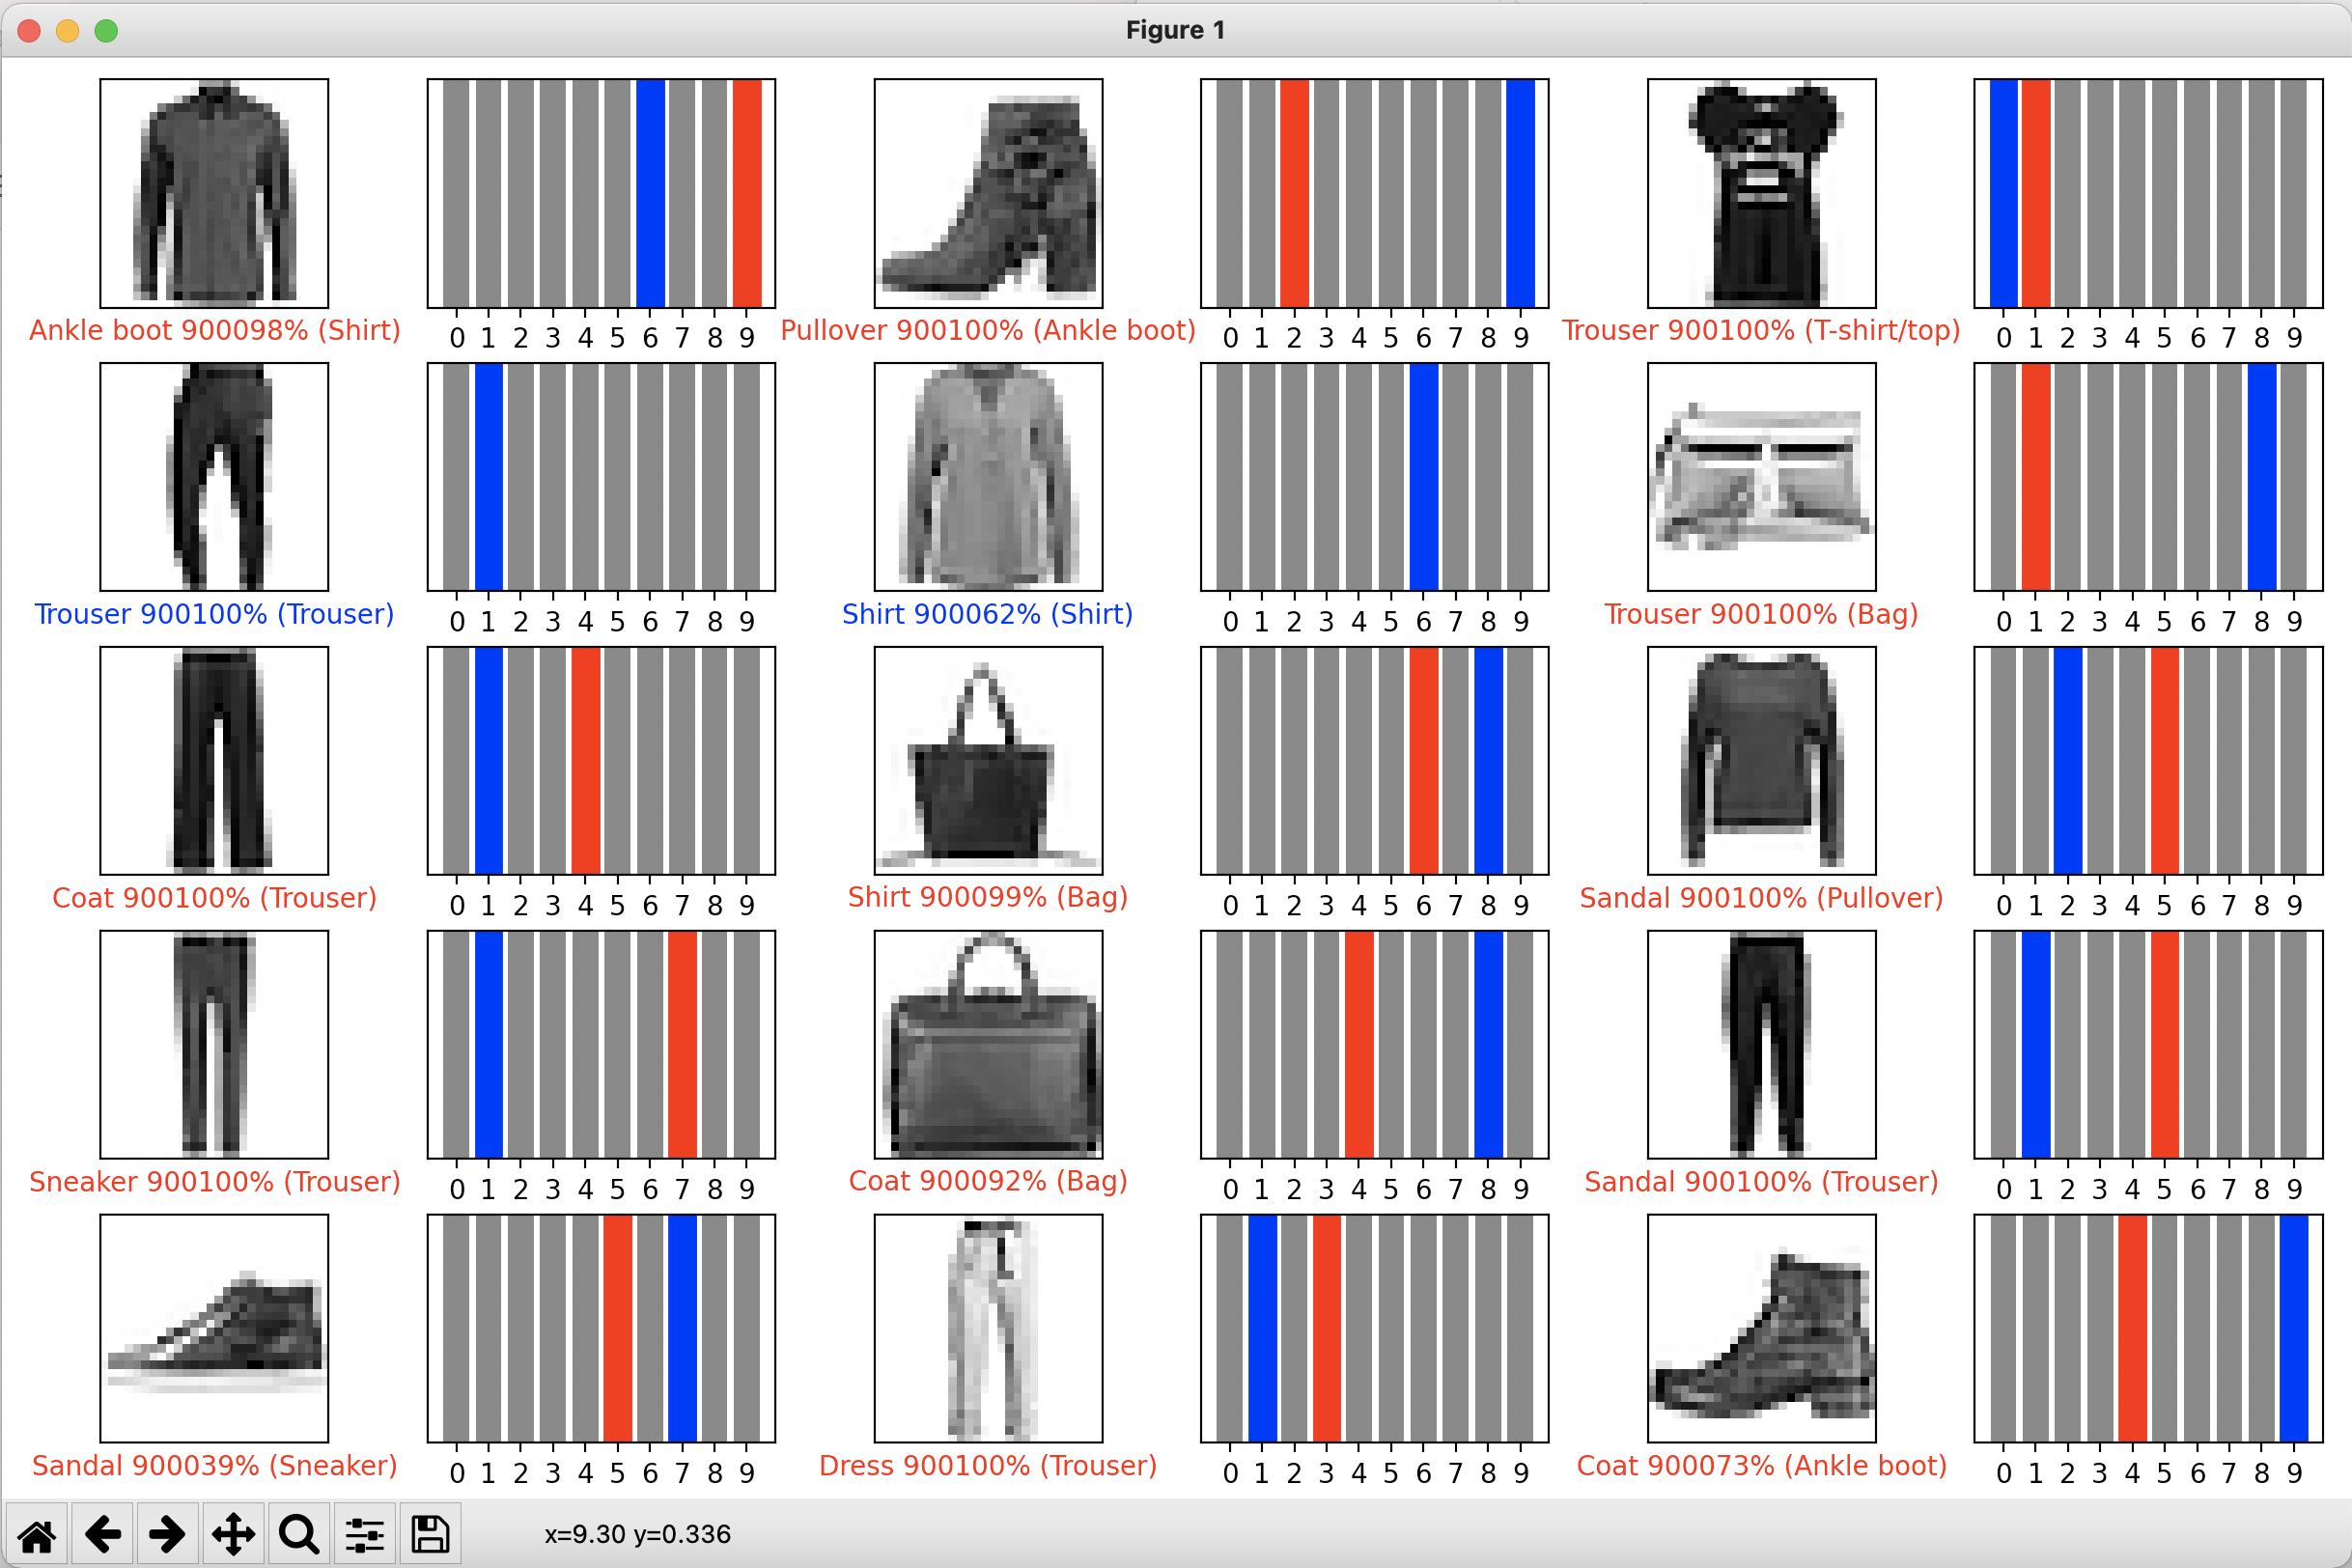 Figure 1
0 1 2 3 4 5 6 7 8 9 0 1 2 3 4 5 6 7 8 9 0 1 2 3 4 5 6 7 8 9
Ankle boot 900098% (Shirt) Pullover 900100% (Ankle boot) Trouser 900100% (T-shirt/top)
0 1 2 3 4 5 6 7 8 9 0 1 2 3 4 5 6 7 8 9 0 1 2 3 4 5 6 7 8 9
Trouser 900100% (Trouser) Shirt 900062% (Shirt) Trouser 900100% (Bag)
0 1 2 3 4 5 6 7 8 9 0 1 2 3 4 5 6 7 8 9 0 1 2 3 4 5 6 7 8 9
Coat 900100% (Trouser) Shirt 900099% (Bag) Sandal 900100% (Pullover)
0 1 2 3 4 5 6 7 8 9 0 1 2 3 4 5 6 7 8 9 0 1 2 3 4 5 6 7 8 9
Sneaker 900100% (Trouser) Coat 900092% (Bag) Sandal 900100% (Trouser)
0 1 2 3 4 5 6 7 8 9 0 1 2 3 4 5 6 7 8 9 0 1 2 3 4 5 6 7 8 9
Sandal 900039% (Sneaker) Dress 900100% (Trouser) Coat 900073% (Ankle boot)
x=9.30 y=0.336